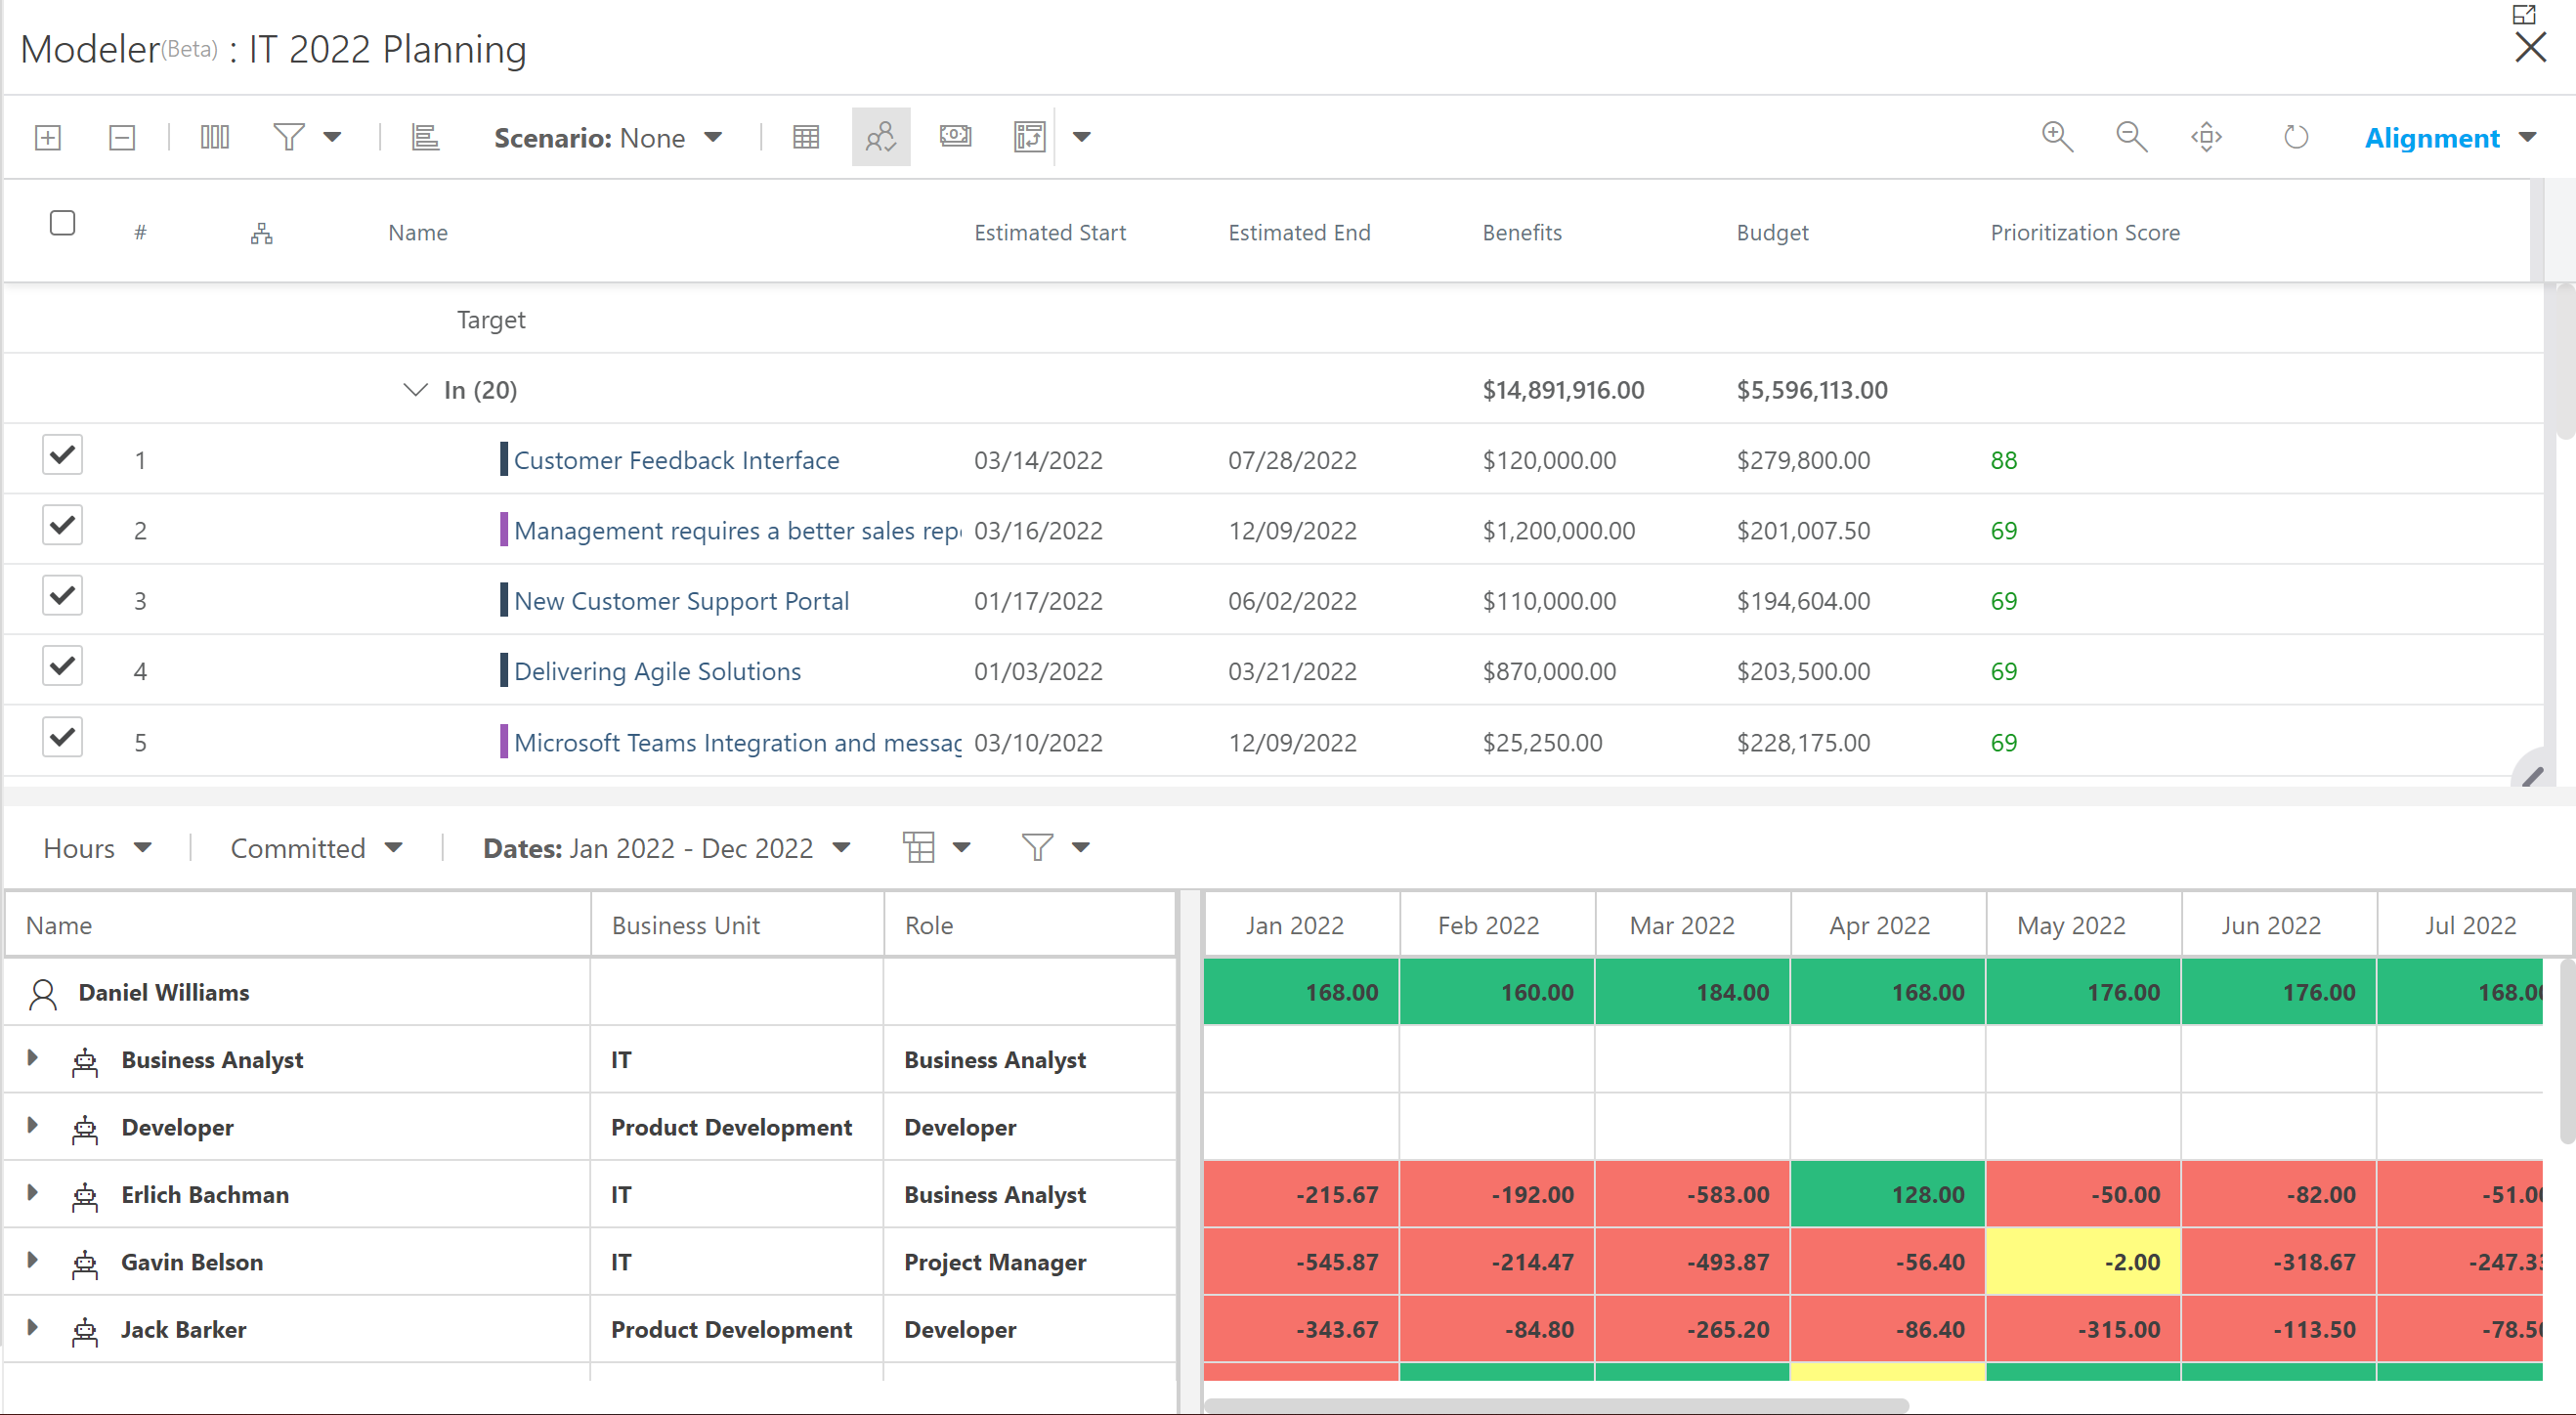 Modeler(Beta) : IT 2022 Planning
Scenario: None Alignment
# Name Estimated Start Estimated End Benefits Budget Prioritization Score
Target
In (20) $14,891,916.00 $5,596,113.00
1 Customer Feedback Interface 03/14/2022 07/28/2022 $120,000.00 $279,800.00 88
2 Management requires a better sales rep 03/16/2022 12/09/2022 $1,200,000.00 $201,007.50 69
3 New Customer Support Portal 01/17/2022 06/02/2022 $110,000.00 $194,604.00 69
4 Delivering Agile Solutions 01/03/2022 03/21/2022 $870,000.00 $203,500.00 69
5 Microsoft Teams Integration and messag 03/10/2022 12/09/2022 $25,250.00 $228,175.00 69
Hours Committed Dates: Jan 2022 - Dec 2022
Name Business Unit Role Jan 2022 Feb 2022 Mar 2022 Apr 2022 May 2022 Jun 2022 Jul 2022
Daniel Williams 168.00 160.00 184.00 168.00 176.00 176.00 168.00
Business Analyst IT Business Analyst
Developer Product Development Developer
Erlich Bachman IT Business Analyst -215.67 -192.00 -583.00 128.00 -50.00 -82.00 -51.00
Gavin Belson IT Project Manager -545.87 -214.47 -493.87 -56.40 -2.00 -318.67 -247.33
Jack Barker Product Development Developer -343.67 -84.80 -265.20 -86.40 -315.00 -113.50 -78.50